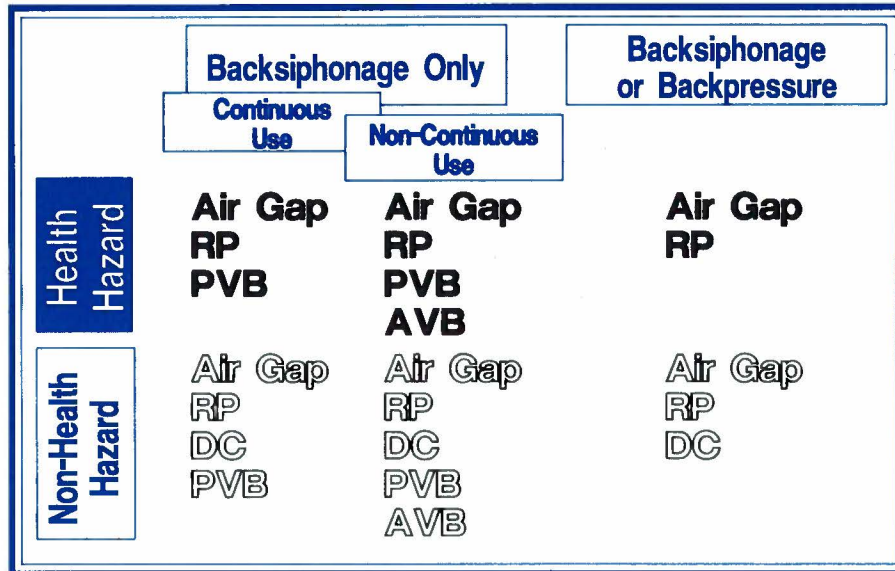 Backsiphonage Only
Backsiphonage
or Backpressure
Continuous
Use
Non-Continuous
Use
Health
Hazard
Air Gap
RP
PVB
Air Gap
RP
PVB
AVB
Air Gap
RP
Non-Health
Hazard
Air Gap
RP
DC
PVB
Air Gap
RP
DC
PVB
AVB
Air Gap
RP
DC